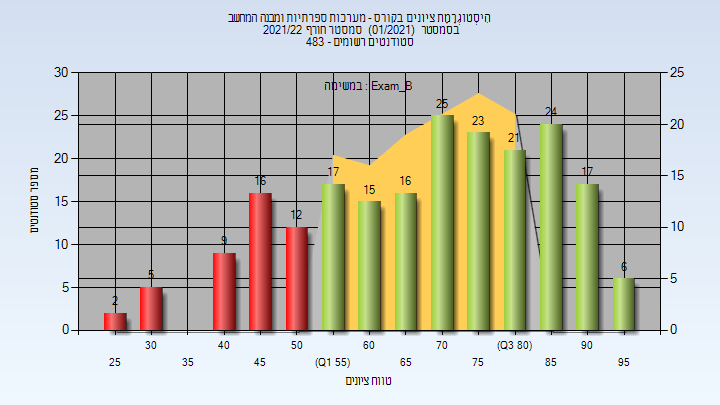 היסטוגרמת ציונים בקורס - מערכות ספרתיות ומבנה המחשב
בסמסטר (01/2021) סמסטר חורף 2021/22
סטודנטים רשומים - 483
במשימה : Exam_B
30 25 20 15 10 5 0
25 20 15 10 5 0
מספר סטודנטים
2 5 9 16 12 17 15 16 25 23 21 24 17 6
30 40 50 60 70 (Q3 80) 90
25 35 45 (Q1 55) 65 75 85 95
טווח ציונים